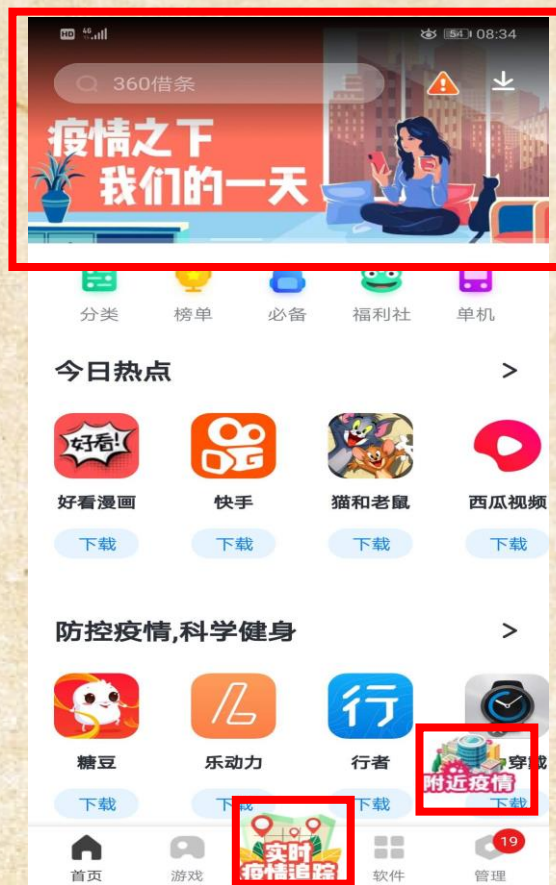 HD 46 54 08:34
360借条
疫情之下
我们的一天
分类 榜单 必备 福利社 单机
今日热点 >
好看!
好看漫画 快手 猫和老鼠 西瓜视频
下载 下载 下载 下载
防控疫情,科学健身 >
行
糖豆 乐动力 行者 穿戴
附近疫情
下载 下载 下载 下载
实时
疫情追踪
19
首页 游戏 软件 管理